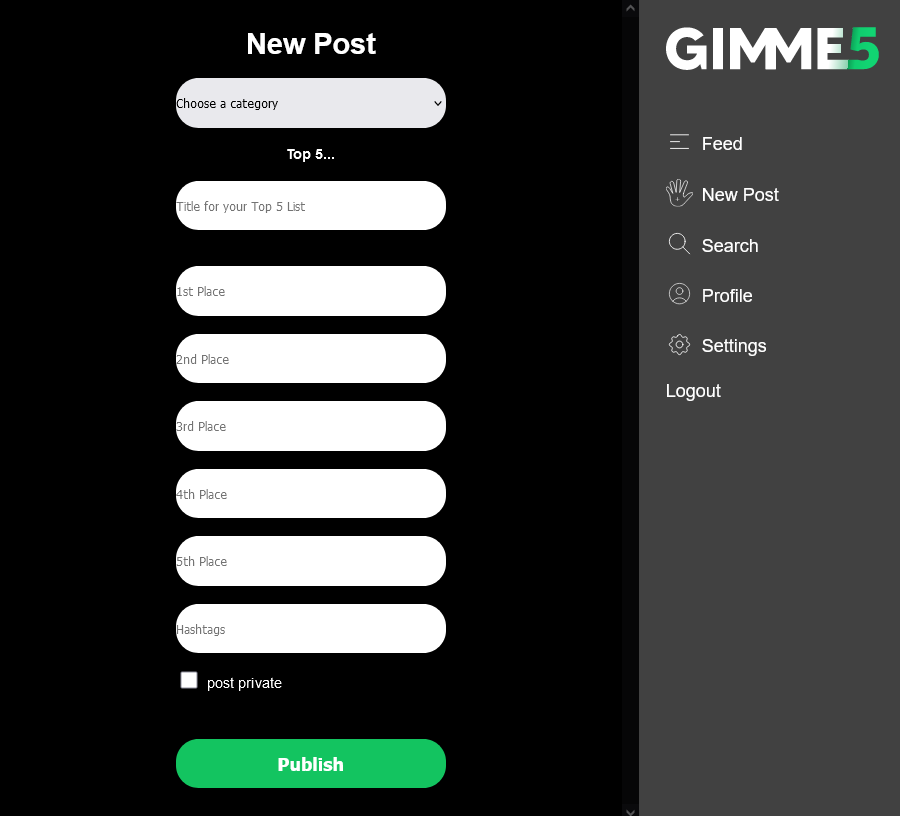 New Post
Choose a category
Top 5...
Title for your Top 5 List
1st Place
2nd Place
3rd Place
4th Place
5th Place
Hashtags
post private
Publish
GIMME5
Feed
New Post
Search
Profile
Settings
Logout